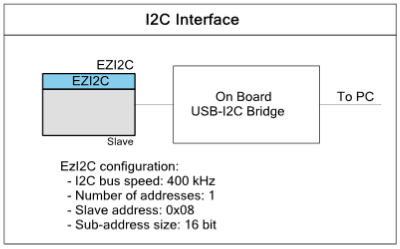 I2C Interface
EZI2C
EZI2C
Slave
On Board
USB-I2C Bridge
To PC
EzI2C configuration:
- I2C bus speed: 400 kHz
- Number of addresses: 1
- Slave address: 0x08
- Sub-address size: 16 bit